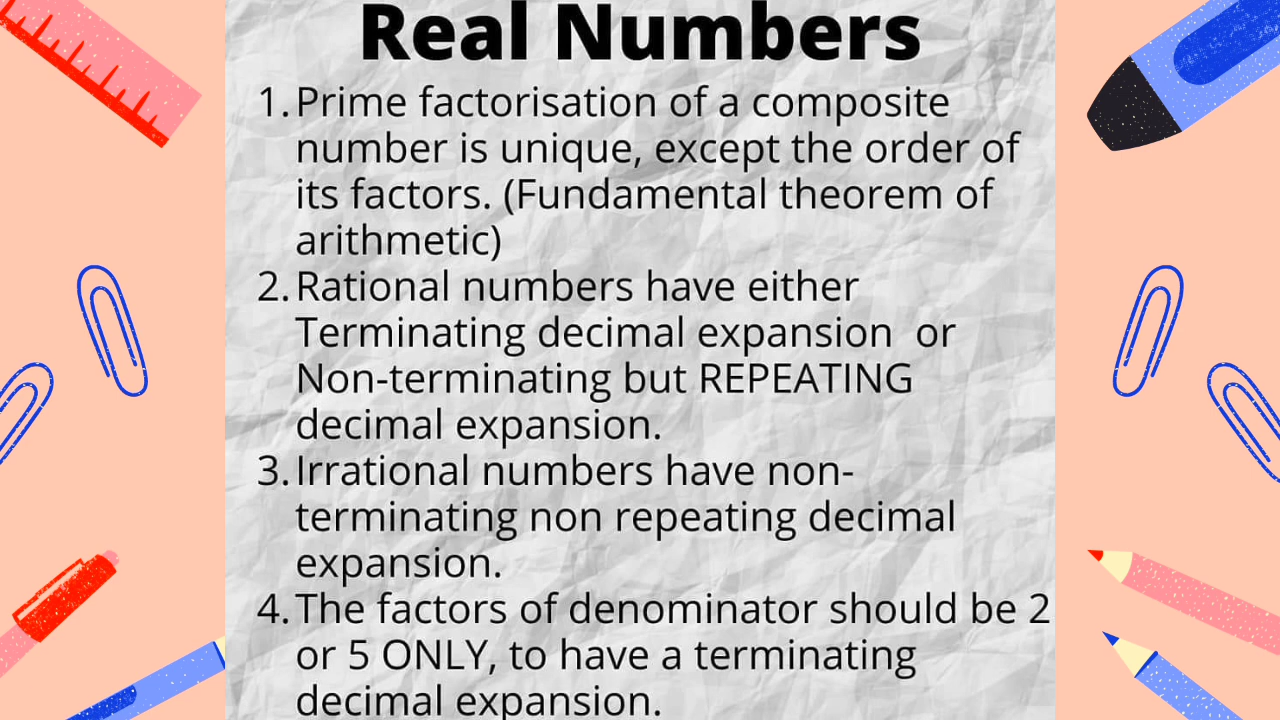 Real Numbers
1. Prime factorisation of a composite
number is unique, except the order of
its factors. (Fundamental theorem of
arithmetic)
2. Rational numbers have either
Terminating decimal expansion  or
Non-terminating but REPEATING
decimal expansion.
3. Irrational numbers have non-
terminating non repeating decimal
expansion.
4. The factors of denominator should be 2
or 5 ONLY, to have a terminating
decimal expansion.